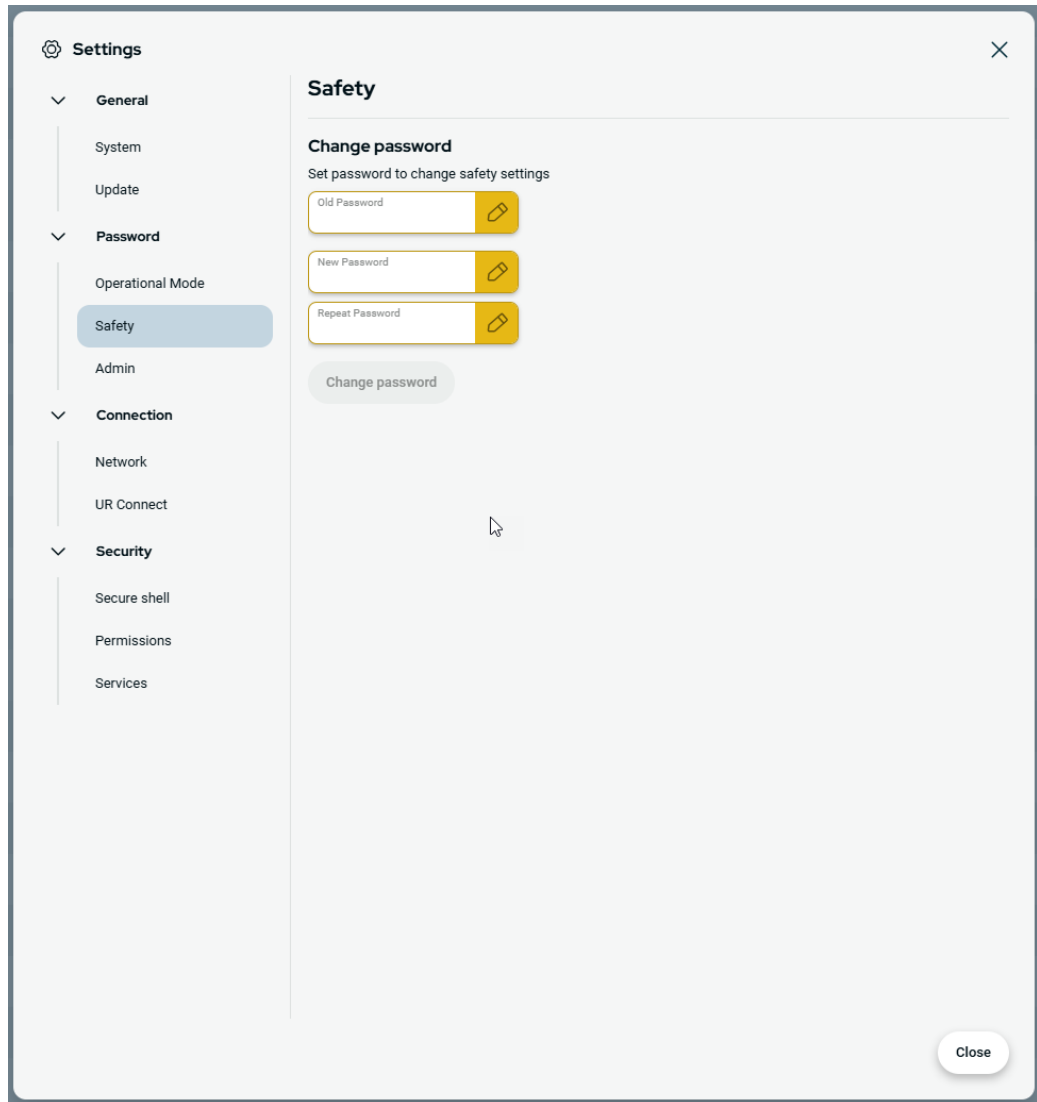 Settings
General
System
Update
Password
Operational Mode
Safety
Admin
Connection
Network
UR Connect
Security
Secure shell
Permissions
Services
Safety
Change password
Set password to change safety settings
Old Password
New Password
Repeat Password
Change password
Close